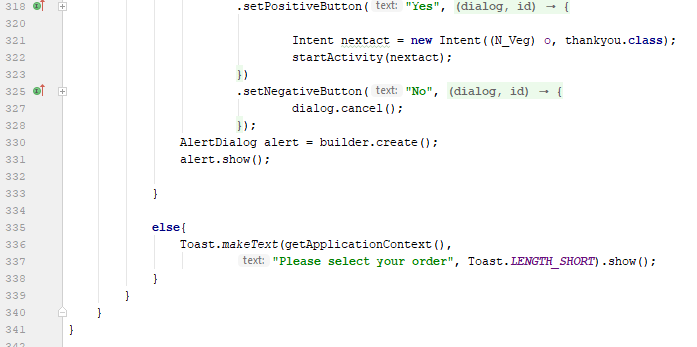 318 .setPositiveButton( text: "Yes", (dialog, id) → {
320
321 Intent nextact = new Intent((N_Veg) o, thankyou.class);
322 startActivity(nextact);
323 })
325 .setNegativeButton( text: "No", (dialog, id) → {
327 dialog.cancel();
328 });
330 AlertDialog alert = builder.create();
331 alert.show();
332
333 }
334
335 else{
336 Toast.makeText(getApplicationContext(),
337 text: "Please select your order", Toast.LENGTH_SHORT).show();
338 }
339 }
340 }
341 }
342